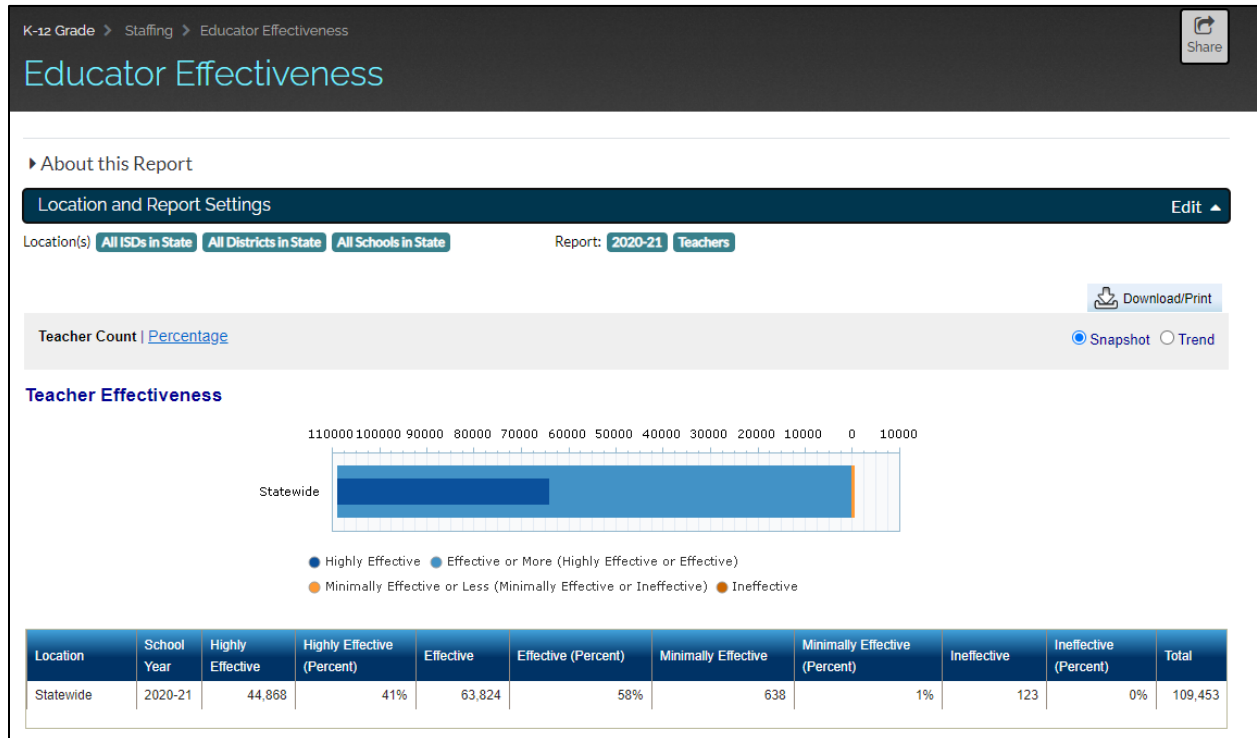 K-12 Grade > Staffing > Educator Effectiveness
Share
Educator Effectiveness
About this Report
Location and Report Settings Edit
Location(s) All ISDs in State All Districts in State All Schools in State Report: 2020-21 Teachers
Download/Print
Teacher Count | Percentage Snapshot Trend
Teacher Effectiveness
110000 100000 90000 80000 70000 60000 50000 40000 30000 20000 10000 0 10000
Statewide
Highly Effective Effective or More (Highly Effective or Effective)
Minimally Effective or Less (Minimally Effective or Ineffective) Ineffective
Location School Year Highly Effective Highly Effective (Percent) Effective Effective (Percent) Minimally Effective Minimally Effective (Percent) Ineffective Ineffective (Percent) Total
Statewide 2020-21 44,868 41% 63,824 58% 638 1% 123 0% 109,453